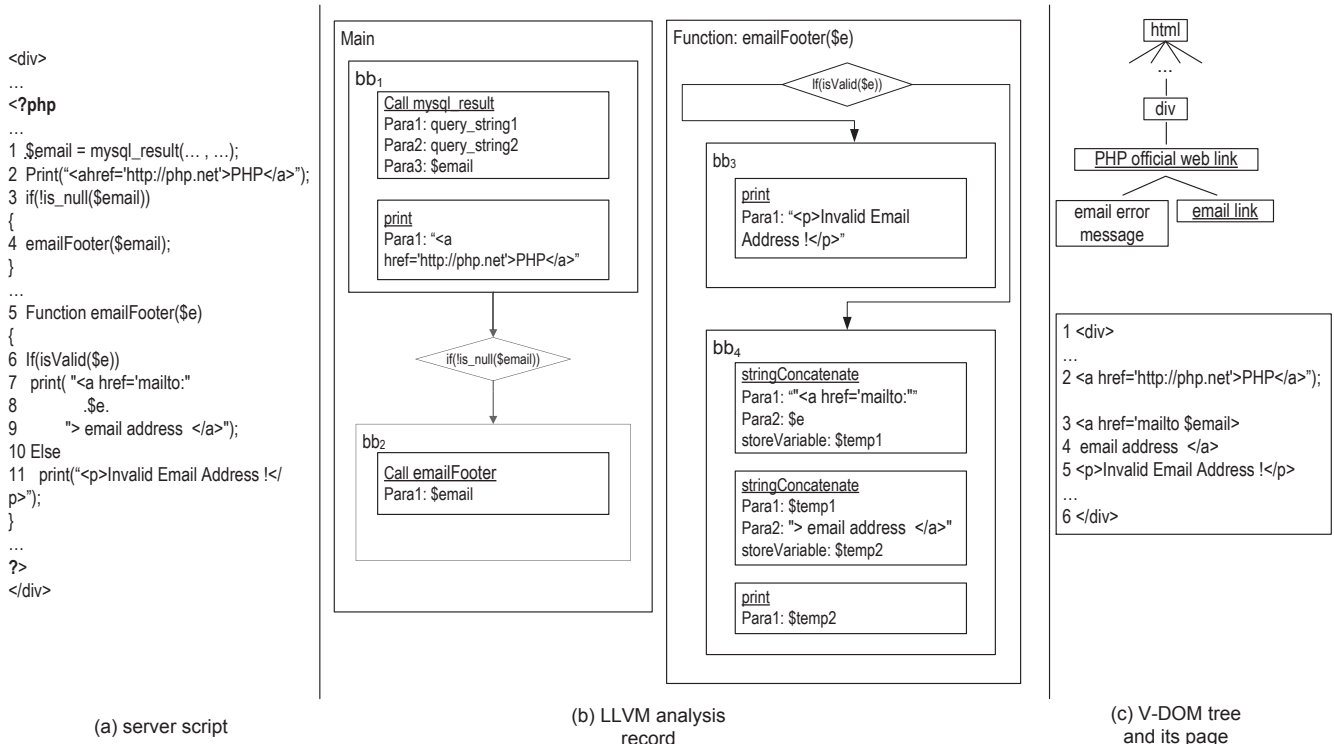 <div>
…
<?php
…
1 $email = mysql_result(… , …);
2 Print(“<ahref='http://php.net'>PHP</a>”);
3 if(!is_null($email))
{
4 emailFooter($email);
}
…
5 Function emailFooter($e)
{
6 If(isValid($e))
7 print( "<a href='mailto:"
8 .$e.
9 "> email address </a>");
10 Else
11 print(“<p>Invalid Email Address !</
p>”);
}
…
?>
</div>
(a) server script
Main
bb1
Call mysql_result
Para1: query_string1
Para2: query_string2
Para3: $email
print
Para1: “<a
href='http://php.net'>PHP</a>”
if(!is_null($email))
bb2
Call emailFooter
Para1: $email
Function: emailFooter($e)
If(isValid($e))
bb3
print
Para1: “<p>Invalid Email
Address !</p>”
bb4
stringConcatenate
Para1: “"<a href='mailto:"”
Para2: $e
storeVariable: $temp1
stringConcatenate
Para1: $temp1
Para2: "> email address </a>"
storeVariable: $temp2
print
Para1: $temp2
(b) LLVM analysis
record
html
…
div
PHP official web link
email error
message
email link
1 <div>
…
2 <a href='http://php.net'>PHP</a>”);
3 <a href='mailto $email>
4 email address </a>
5 <p>Invalid Email Address !</p>
…
6 </div>
(c) V-DOM tree
and its page